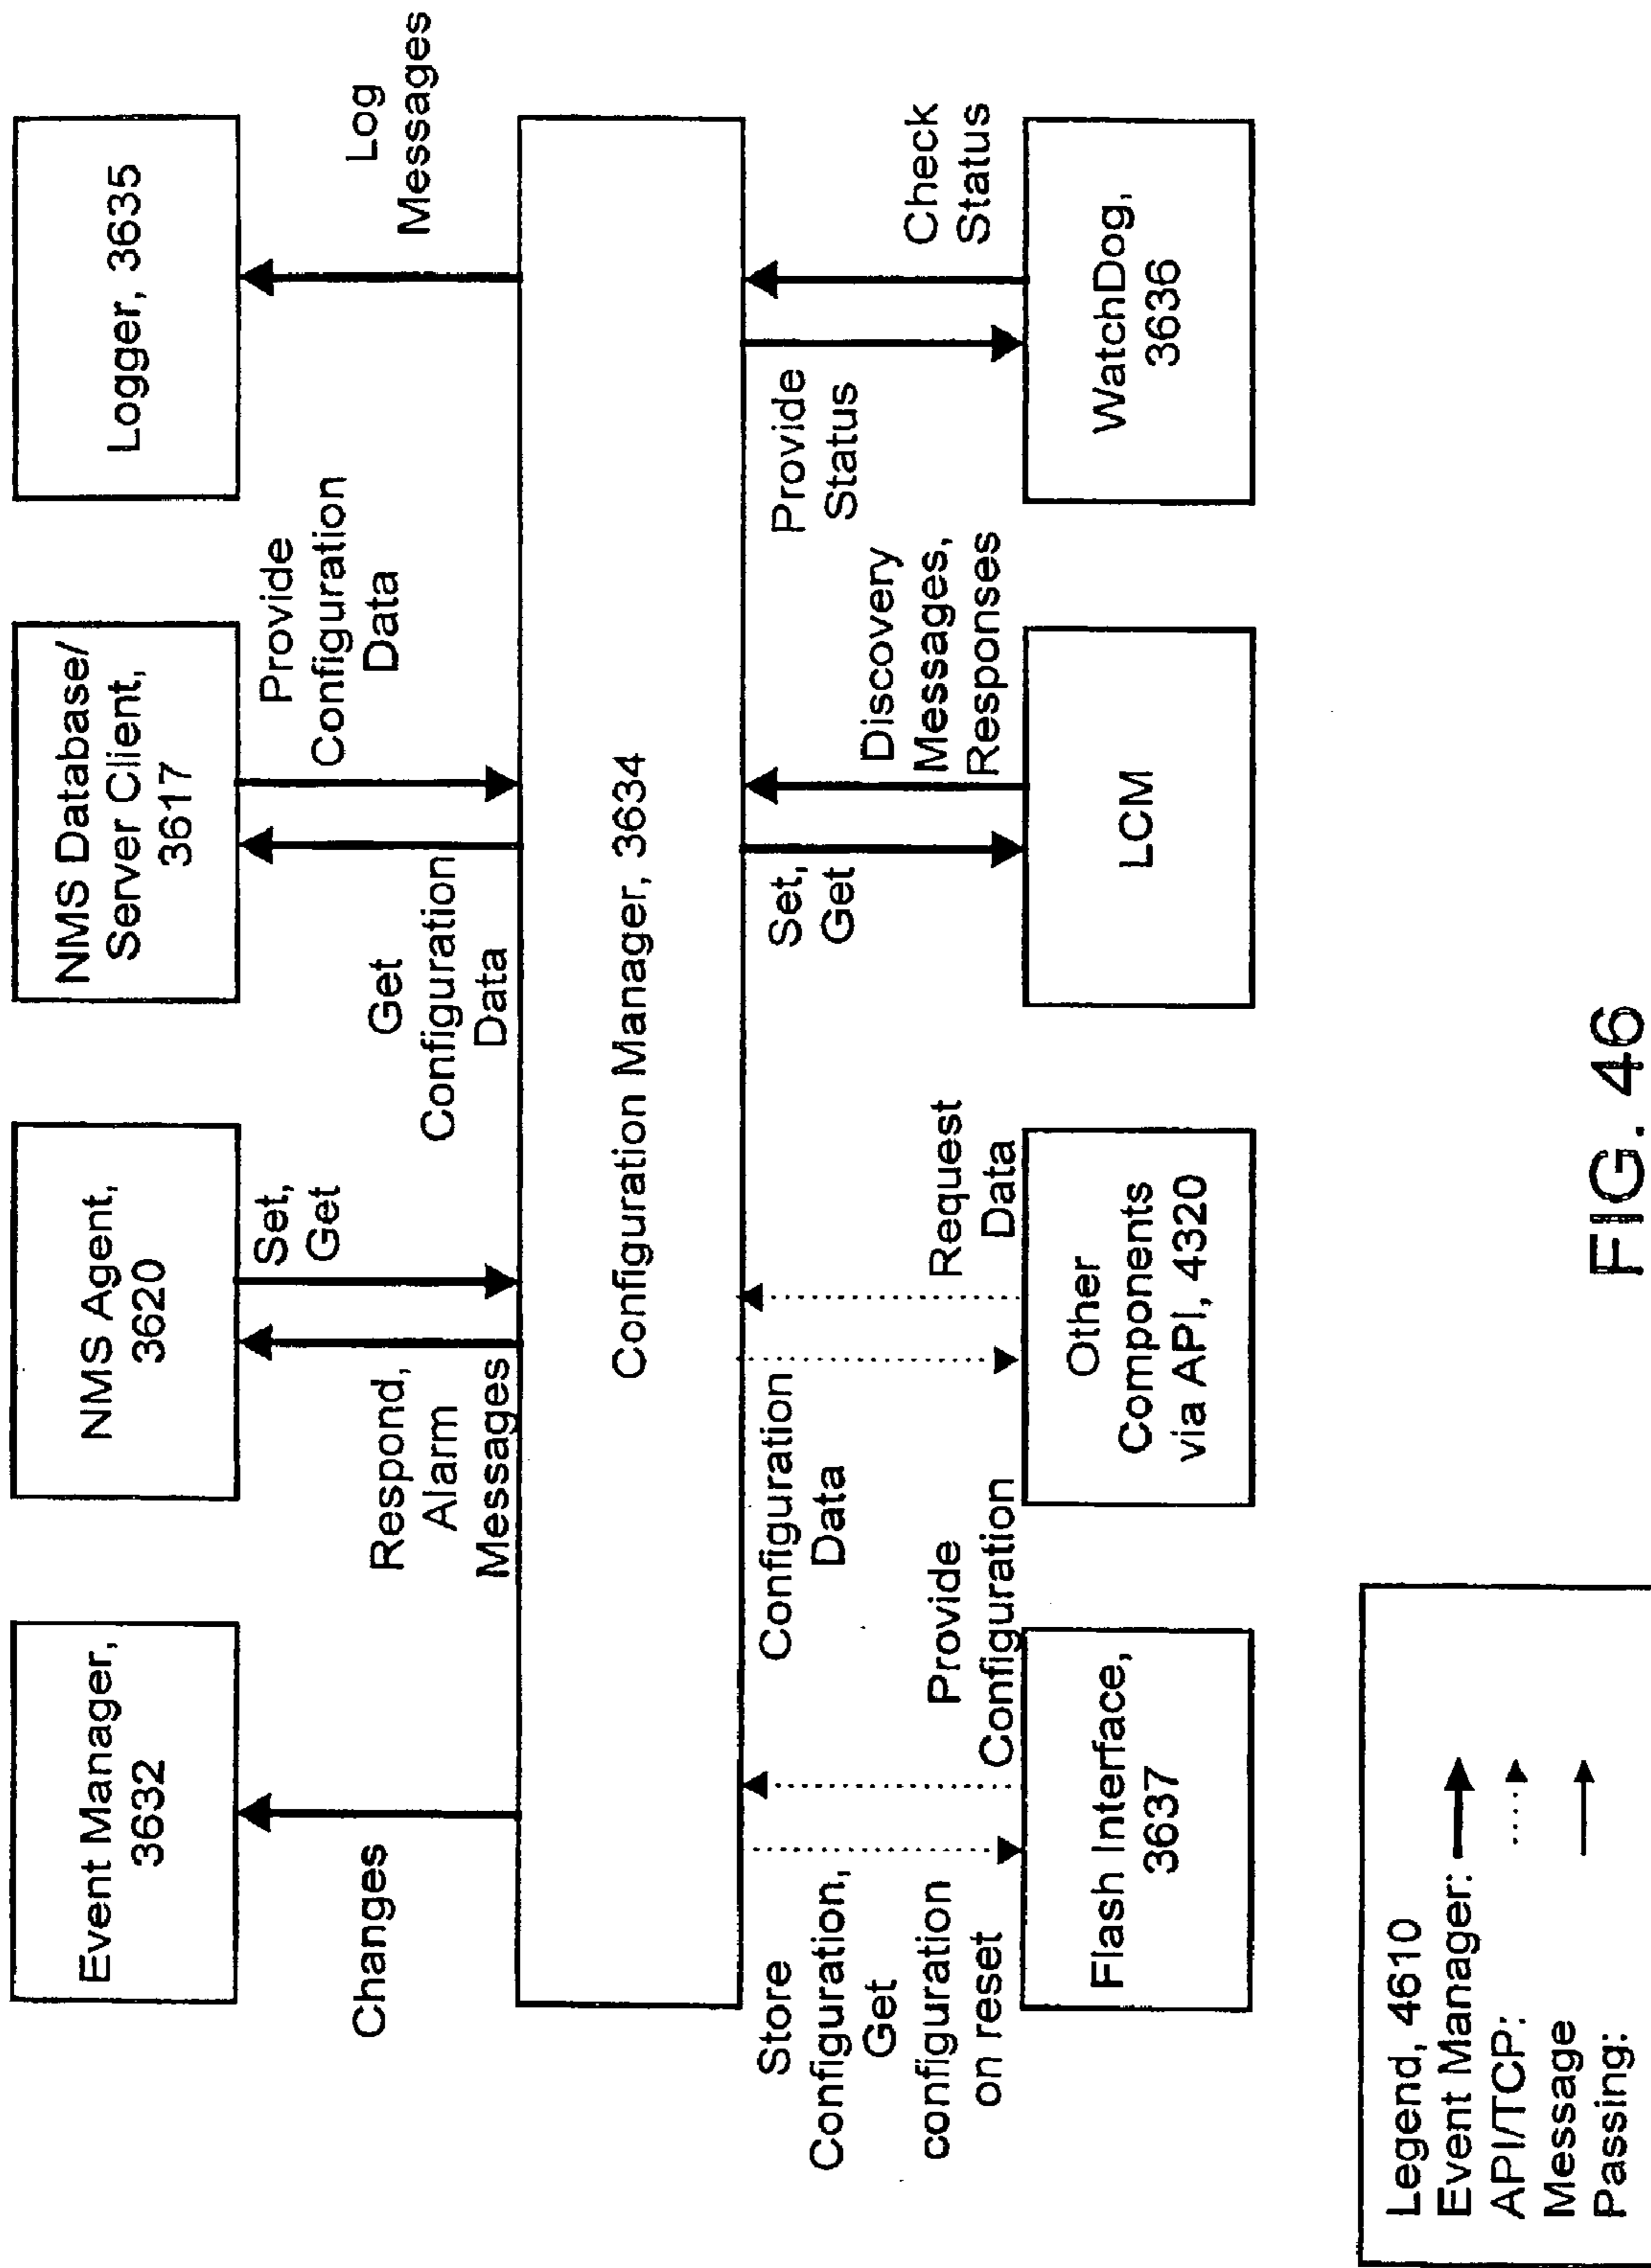 Event Manager,
3632
NMS Agent,
3620
NMS Database/
Server Client,
3617
Logger, 3635
Changes
Respond,
Alarm
Messages
Set,
Get
Get
Configuration
Data
Provide
Configuration
Data
Log
Messages
Configuration Manager, 3634
Store
Configuration,
Get
configuration
on reset
Provide
Configuration
Configuration
Data
Request
Data
Set,
Get
Discovery
Messages,
Responses
Provide
Status
Check
Status
Flash Interface,
3637
Other
Components
via API, 4320
LCM
WatchDog,
3636
Legend, 4610
Event Manager:
API/TCP:
Message
Passing:
FIG. 46